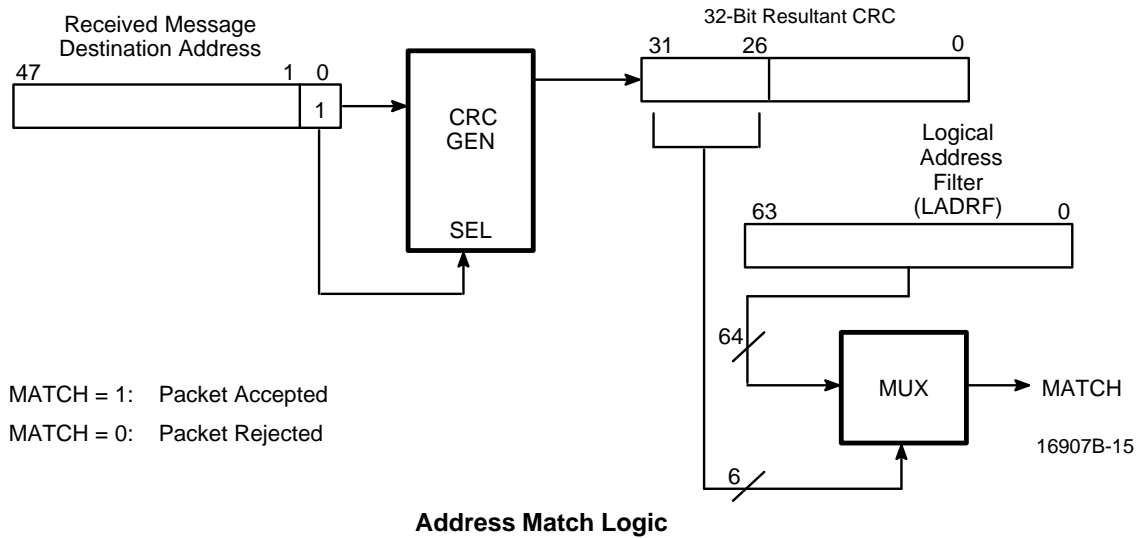 Received Message
Destination Address
47 1 0
1
CRC
GEN
SEL
32-Bit Resultant CRC
31 26 0
Logical
Address
Filter
(LADRF)
63 0
64
MUX
MATCH
6
MATCH = 1: Packet Accepted
MATCH = 0: Packet Rejected
16907B-15
Address Match Logic